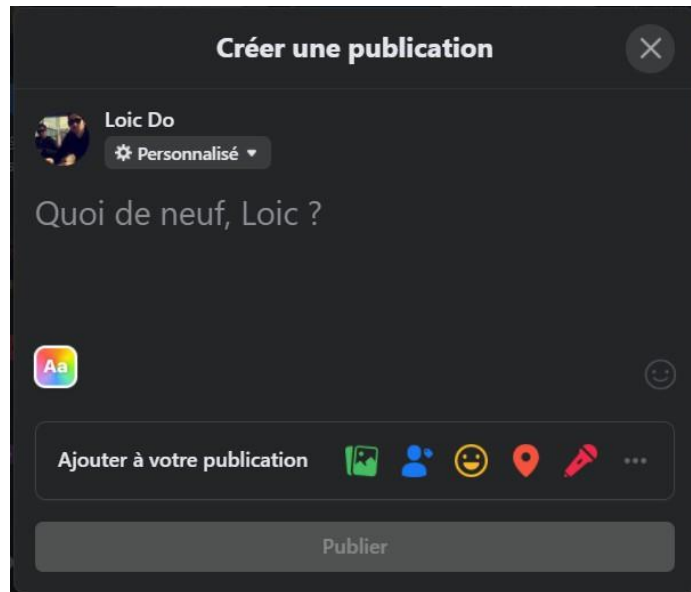 Créer une publication
Loic Do
Personnalisé
Quoi de neuf, Loic ?
Aa
Ajouter à votre publication
Publier